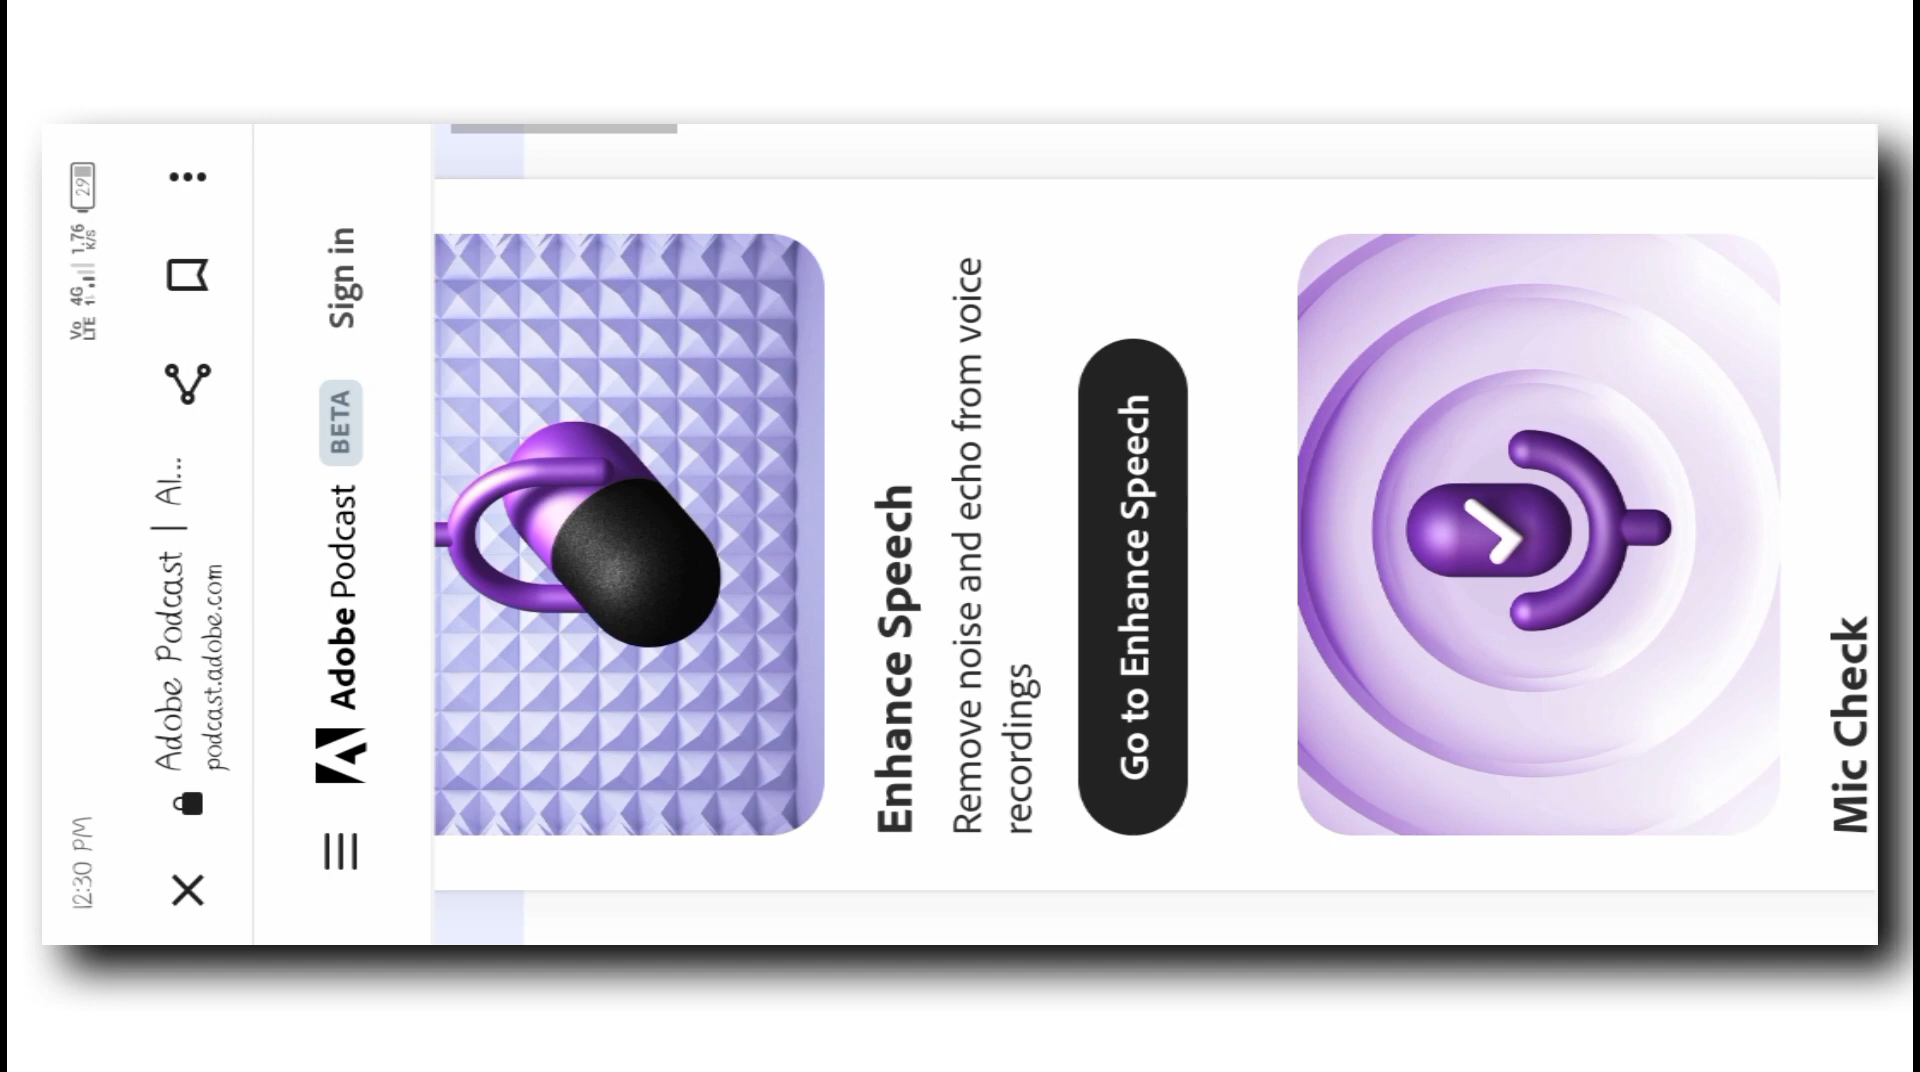 12:30 PM
Vo LTE 4G 1.76 K/s 29
Adobe Podcast | AI...
podcast.adobe.com
Adobe Podcast BETA Sign in
Enhance Speech
Remove noise and echo from voice
recordings
Go to Enhance Speech
Mic Check